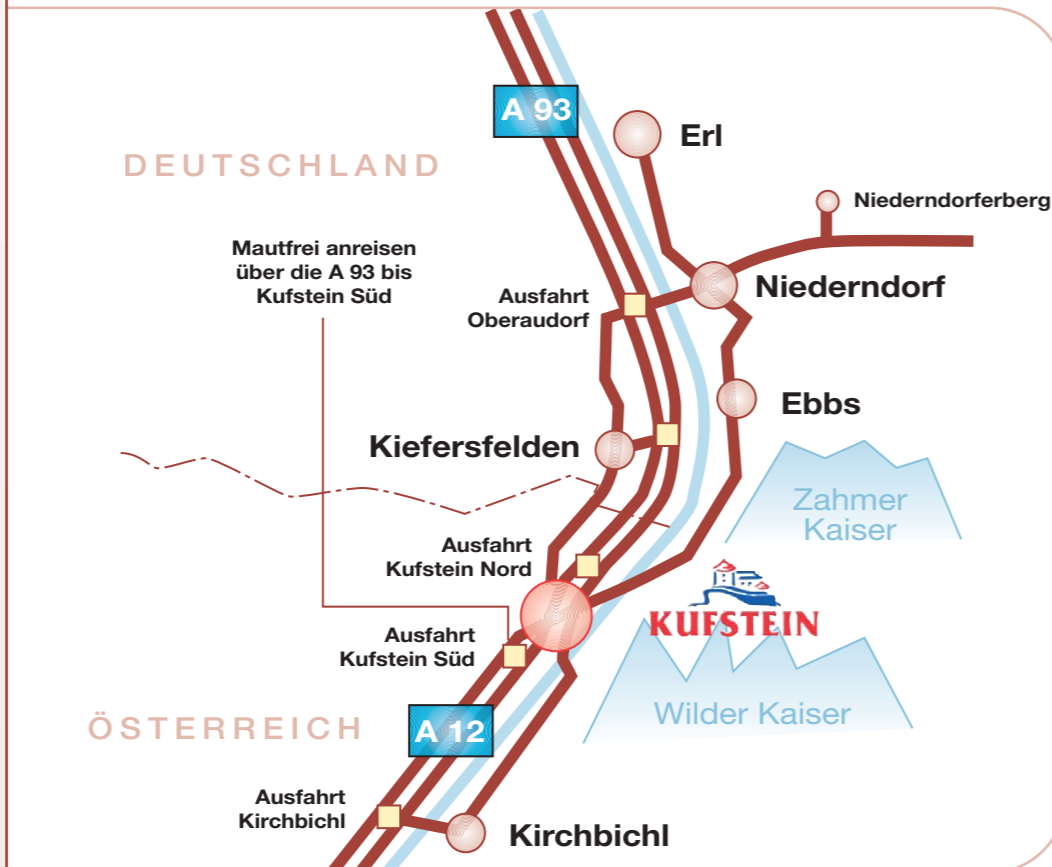 A 93
Erl
DEUTSCHLAND
Niederndorferberg
Mautfrei anreisen
über die A 93 bis
Kufstein Süd
Niederndorf
Ausfahrt
Oberaudorf
Ebbs
Kiefersfelden
Zahmer
Kaiser
Ausfahrt
Kufstein Nord
KUFSTEIN
Ausfahrt
Kufstein Süd
Wilder Kaiser
ÖSTERREICH
A 12
Ausfahrt
Kirchbichl
Kirchbichl